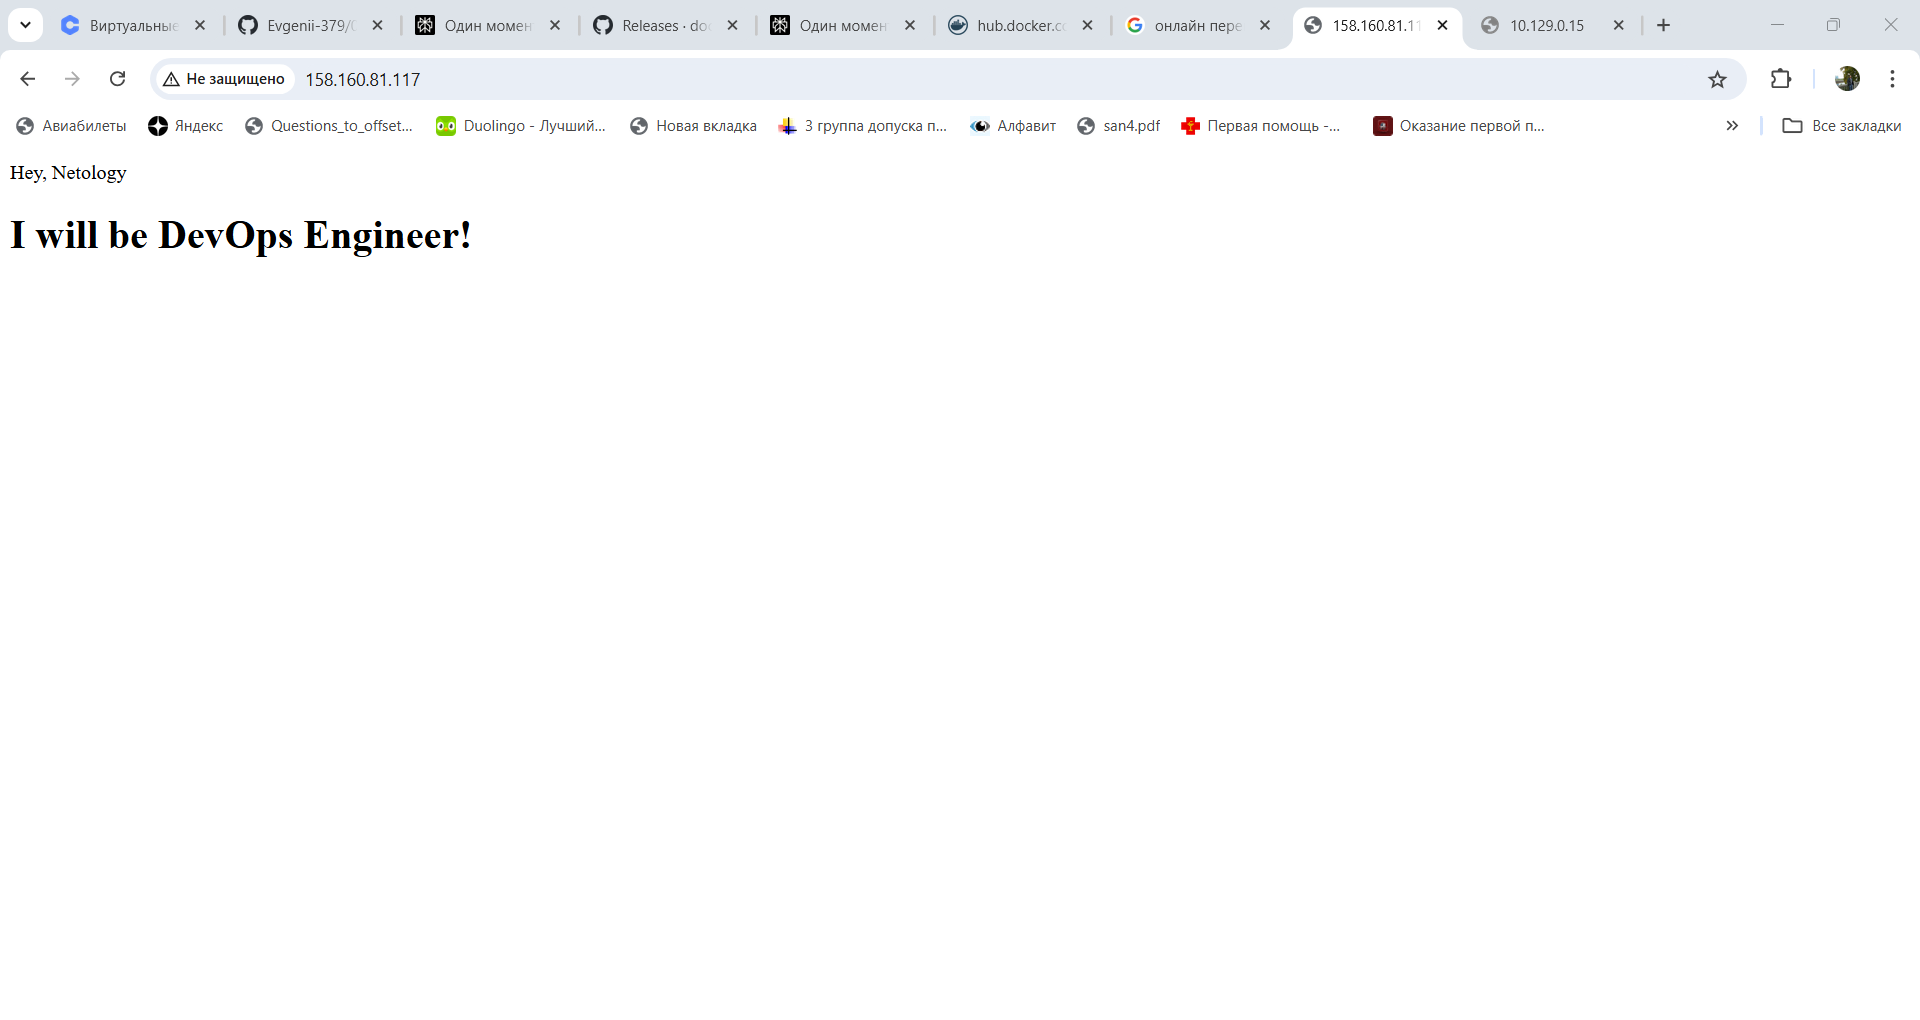 Виртуальные
Evgenii-379/
Один момен
Releases · do
Один момен
hub.docker.co
онлайн пере
158.160.81.11
10.129.0.15
Не защищено
158.160.81.117
Авиабилеты
Яндекс
Questions_to_offset...
Duolingo - Лучший...
Новая вкладка
3 группа допуска п...
Алфавит
san4.pdf
Первая помощь -...
Оказание первой п...
Все закладки
Hey, Netology
I will be DevOps Engineer!